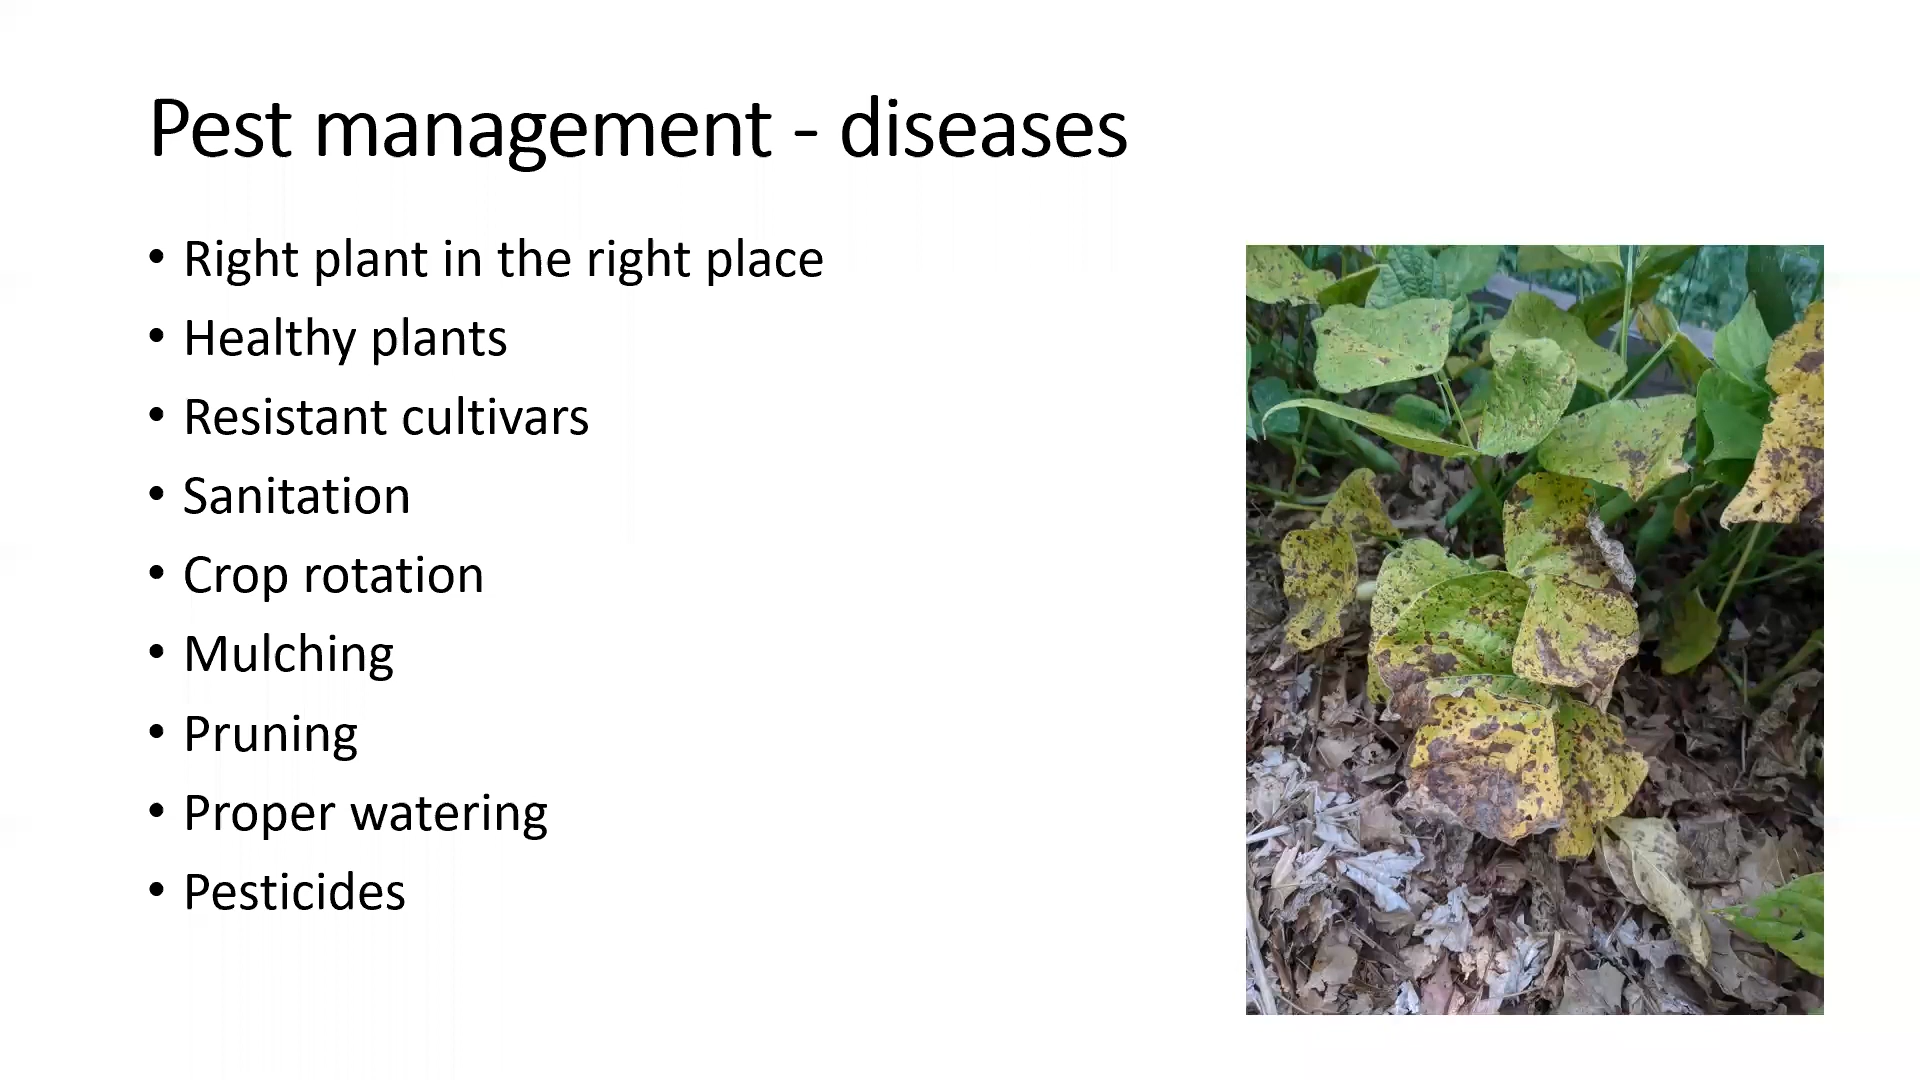 Pest management - diseases
• Right plant in the right place
• Healthy plants
• Resistant cultivars
• Sanitation
• Crop rotation
• Mulching
• Pruning
• Proper watering
• Pesticides